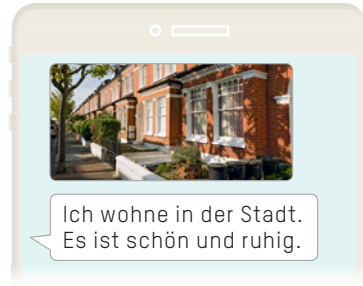 Ich wohne in der Stadt.
Es ist schön und ruhig.